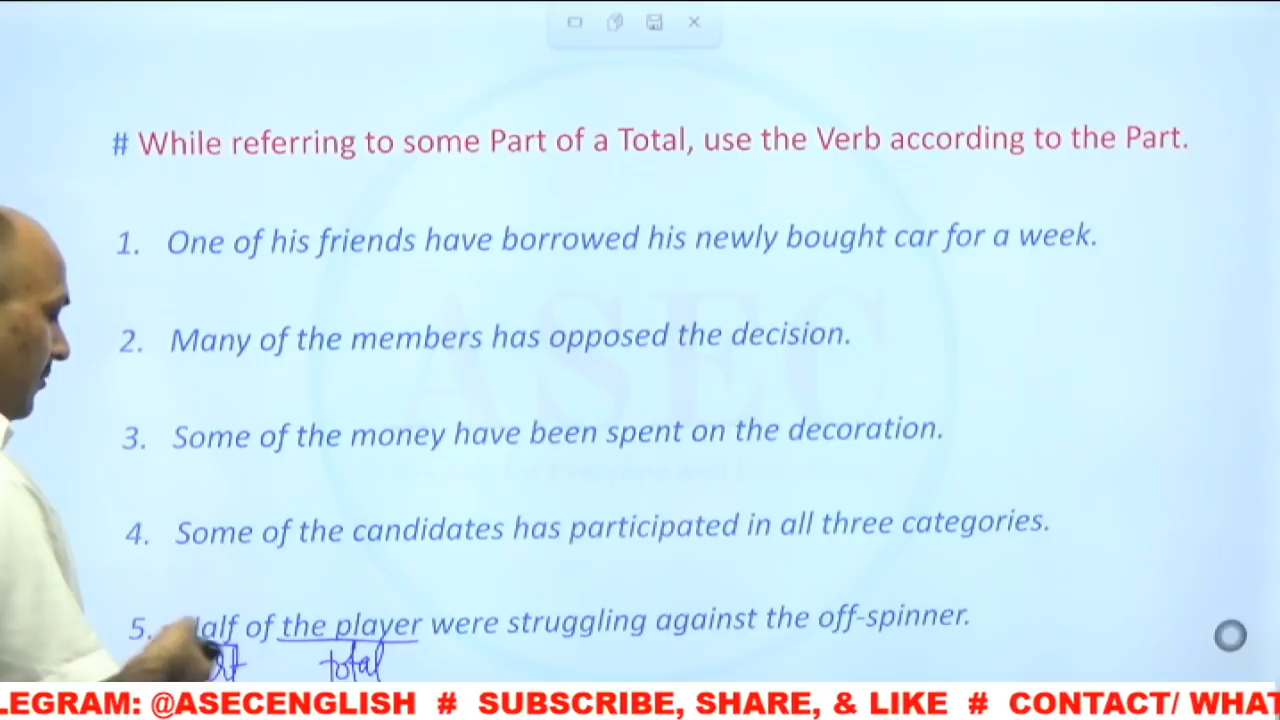 # While referring to some Part of a Total, use the Verb according to the Part.
1. One of his friends have borrowed his newly bought car for a week.
2. Many of the members has opposed the decision.
3. Some of the money have been spent on the decoration.
4. Some of the candidates has participated in all three categories.
5. Half of the player were struggling against the off-spinner.
total
ASEC
LEGRAM: @ASECENGLISH # SUBSCRIBE, SHARE, & LIKE # CONTACT/ WHAT